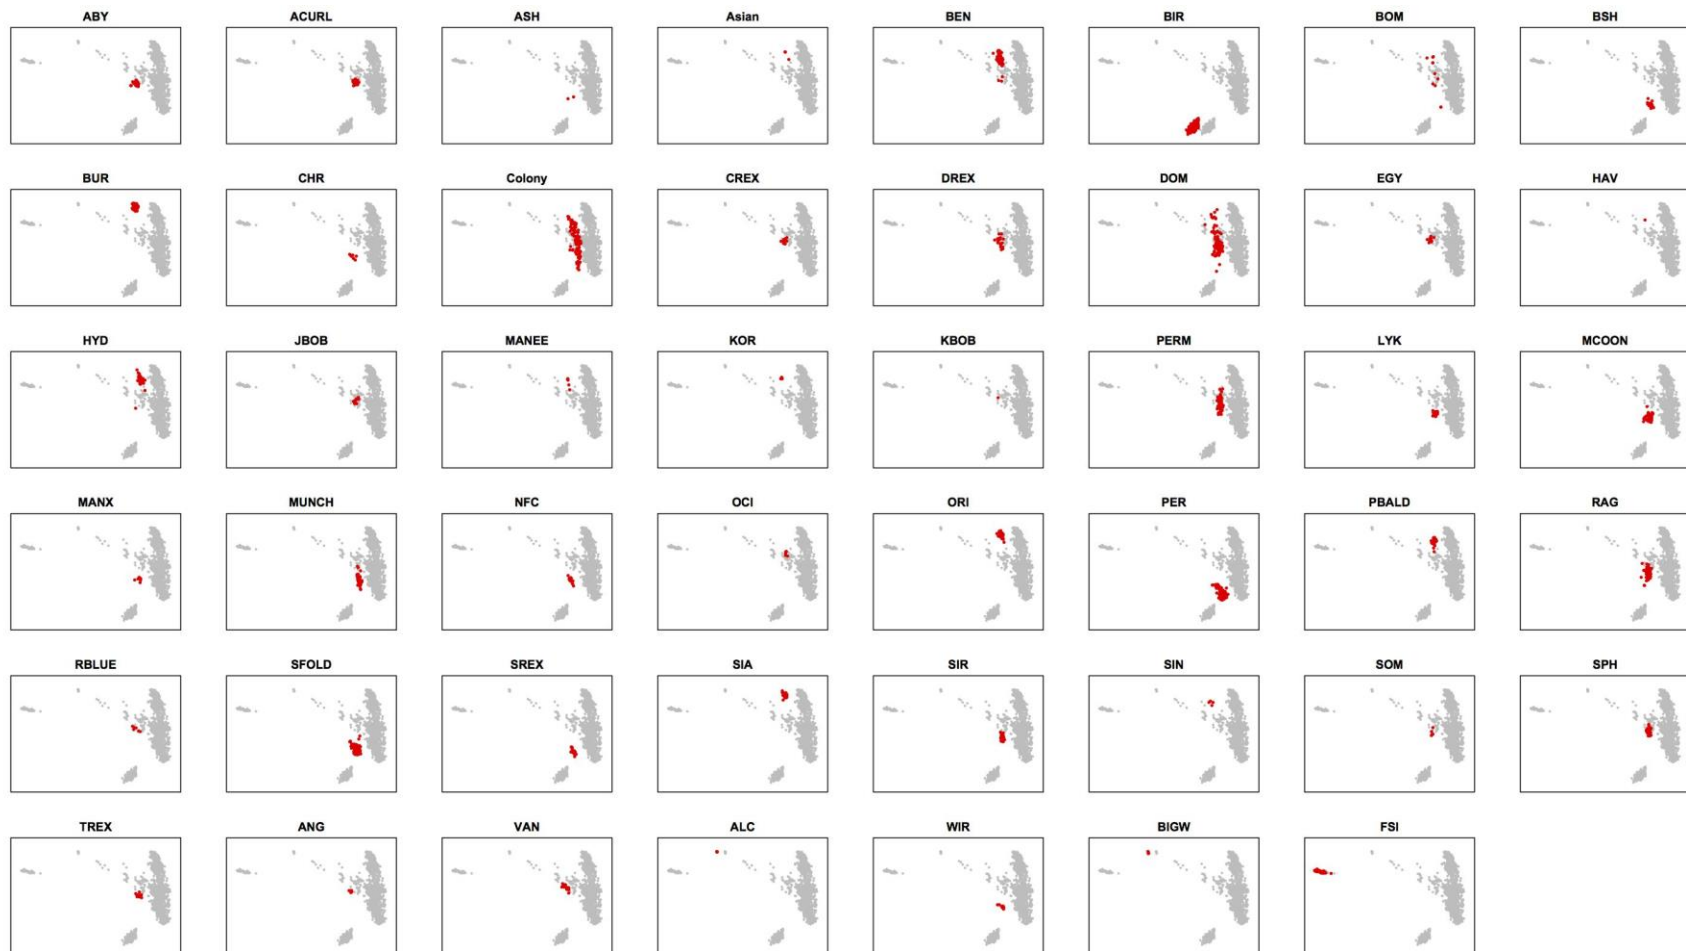 ABY ACURL ASH Asian BEN BIR BOM BSH
BUR CHR Colony CREX DREX DOM EGY HAV
HYD JBOB MANEE KOR KBOB PERM LYK MCOON
MANX MUNCH NFC OCI ORI PER PBALD RAG
RBLUE SFOLD SREX SIA SIR SIN SOM SPH
TREX ANG VAN ALC WIR BIGW FSI